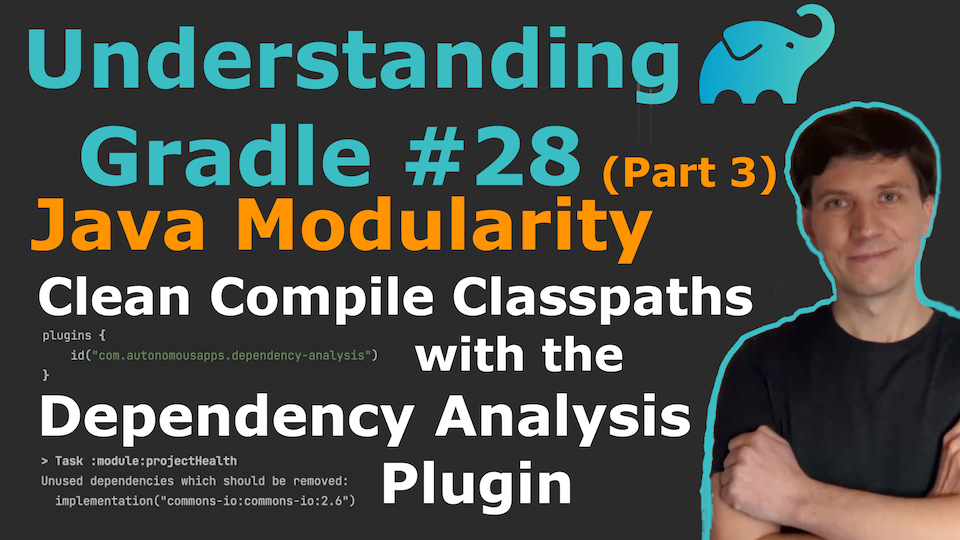 Understanding
Gradle #28 (Part 3)
Java Modularity
Clean Compile Classpaths
plugins {
id("com.autonomousapps.dependency-analysis")
}
with the
Dependency Analysis
> Task :module:projectHealth
Unused dependencies which should be removed:
implementation("commons-io:commons-io:2.6")
Plugin